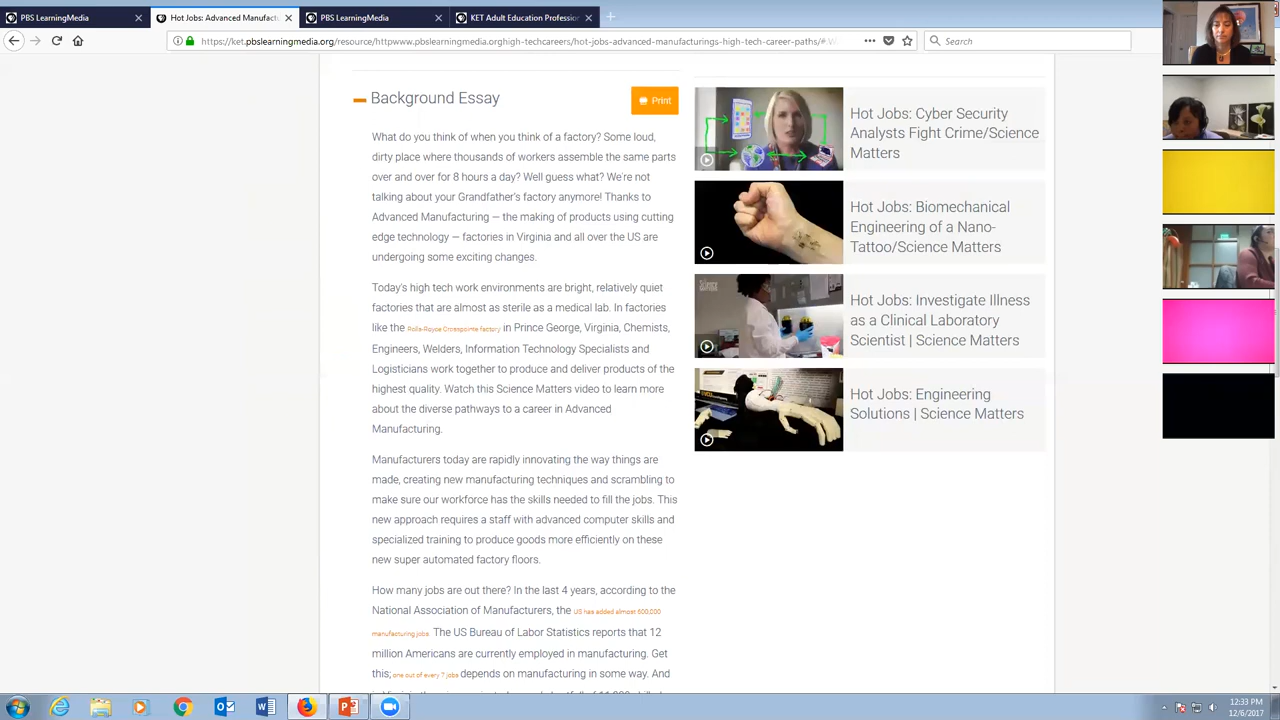 PBS LearningMedia
Hot Jobs: Advanced Manufact
PBS LearningMedia
KET Adult Education Profession
https://ket.pbslearningmedia.org/resource/httpwww.pbslearningmedia.orghigh-techcareers/hot-jobs-advanced-manufacturings-high-tech-career-paths/#.W
Search
Background Essay
Print
What do you think of when you think of a factory? Some loud,
dirty place where thousands of workers assemble the same parts
over and over for 8 hours a day? Well guess what? We're not
talking about your Grandfather's factory anymore! Thanks to
Advanced Manufacturing — the making of products using cutting
edge technology — factories in Virginia and all over the US are
undergoing some exciting changes.
Today's high tech work environments are bright, relatively quiet
factories that are almost as sterile as a medical lab. In factories
like the Rolls-Royce Crosspointe factory in Prince George, Virginia, Chemists,
Engineers, Welders, Information Technology Specialists and
Logisticians work together to produce and deliver products of the
highest quality. Watch this Science Matters video to learn more
about the diverse pathways to a career in Advanced
Manufacturing.
Manufacturers today are rapidly innovating the way things are
made, creating new manufacturing techniques and scrambling to
make sure our workforce has the skills needed to fill the jobs. This
new approach requires a staff with advanced computer skills and
specialized training to produce goods more efficiently on these
new super automated factory floors.
How many jobs are out there? In the last 4 years, according to the
National Association of Manufacturers, the US has added almost 600,000
manufacturing jobs The US Bureau of Labor Statistics reports that 12
million Americans are currently employed in manufacturing. Get
this; one out of every 7 jobs depends on manufacturing in some way. And
Hot Jobs: Cyber Security
Analysts Fight Crime/Science
Matters
Hot Jobs: Biomechanical
Engineering of a Nano-
Tattoo/Science Matters
Hot Jobs: Investigate Illness
as a Clinical Laboratory
Scientist | Science Matters
Hot Jobs: Engineering
Solutions | Science Matters
12:33 PM
12/6/2017